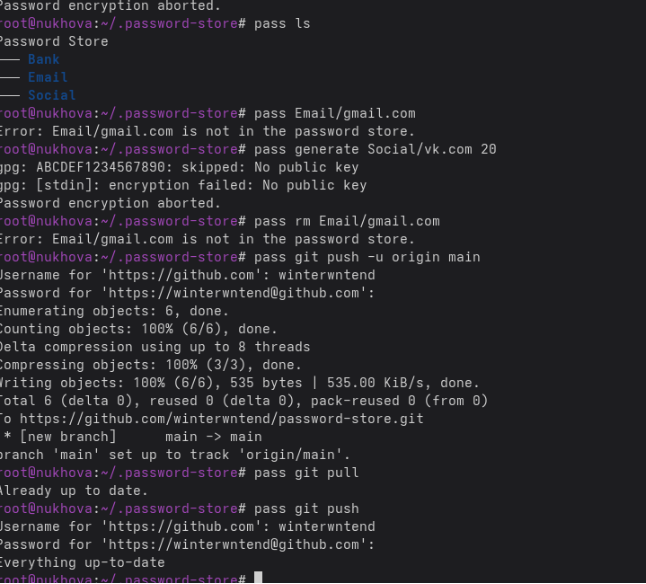 Password encryption aborted.
root@nukhova:~/.password-store# pass ls
Password Store
── Bank
── Email
── Social
root@nukhova:~/.password-store# pass Email/gmail.com
Error: Email/gmail.com is not in the password store.
root@nukhova:~/.password-store# pass generate Social/vk.com 20
gpg: ABCDEF1234567890: skipped: No public key
gpg: [stdin]: encryption failed: No public key
Password encryption aborted.
root@nukhova:~/.password-store# pass rm Email/gmail.com
Error: Email/gmail.com is not in the password store.
root@nukhova:~/.password-store# pass git push -u origin main
Username for 'https://github.com': winterwntend
Password for 'https://winterwntend@github.com':
Enumerating objects: 6, done.
Counting objects: 100% (6/6), done.
Delta compression using up to 8 threads
Compressing objects: 100% (3/3), done.
Writing objects: 100% (6/6), 535 bytes | 535.00 KiB/s, done.
Total 6 (delta 0), reused 0 (delta 0), pack-reused 0 (from 0)
To https://github.com/winterwntend/password-store.git
 * [new branch]      main -> main
branch 'main' set up to track 'origin/main'.
root@nukhova:~/.password-store# pass git pull
Already up to date.
root@nukhova:~/.password-store# pass git push
Username for 'https://github.com': winterwntend
Password for 'https://winterwntend@github.com':
Everything up-to-date
root@nukhova:~/.password-store#